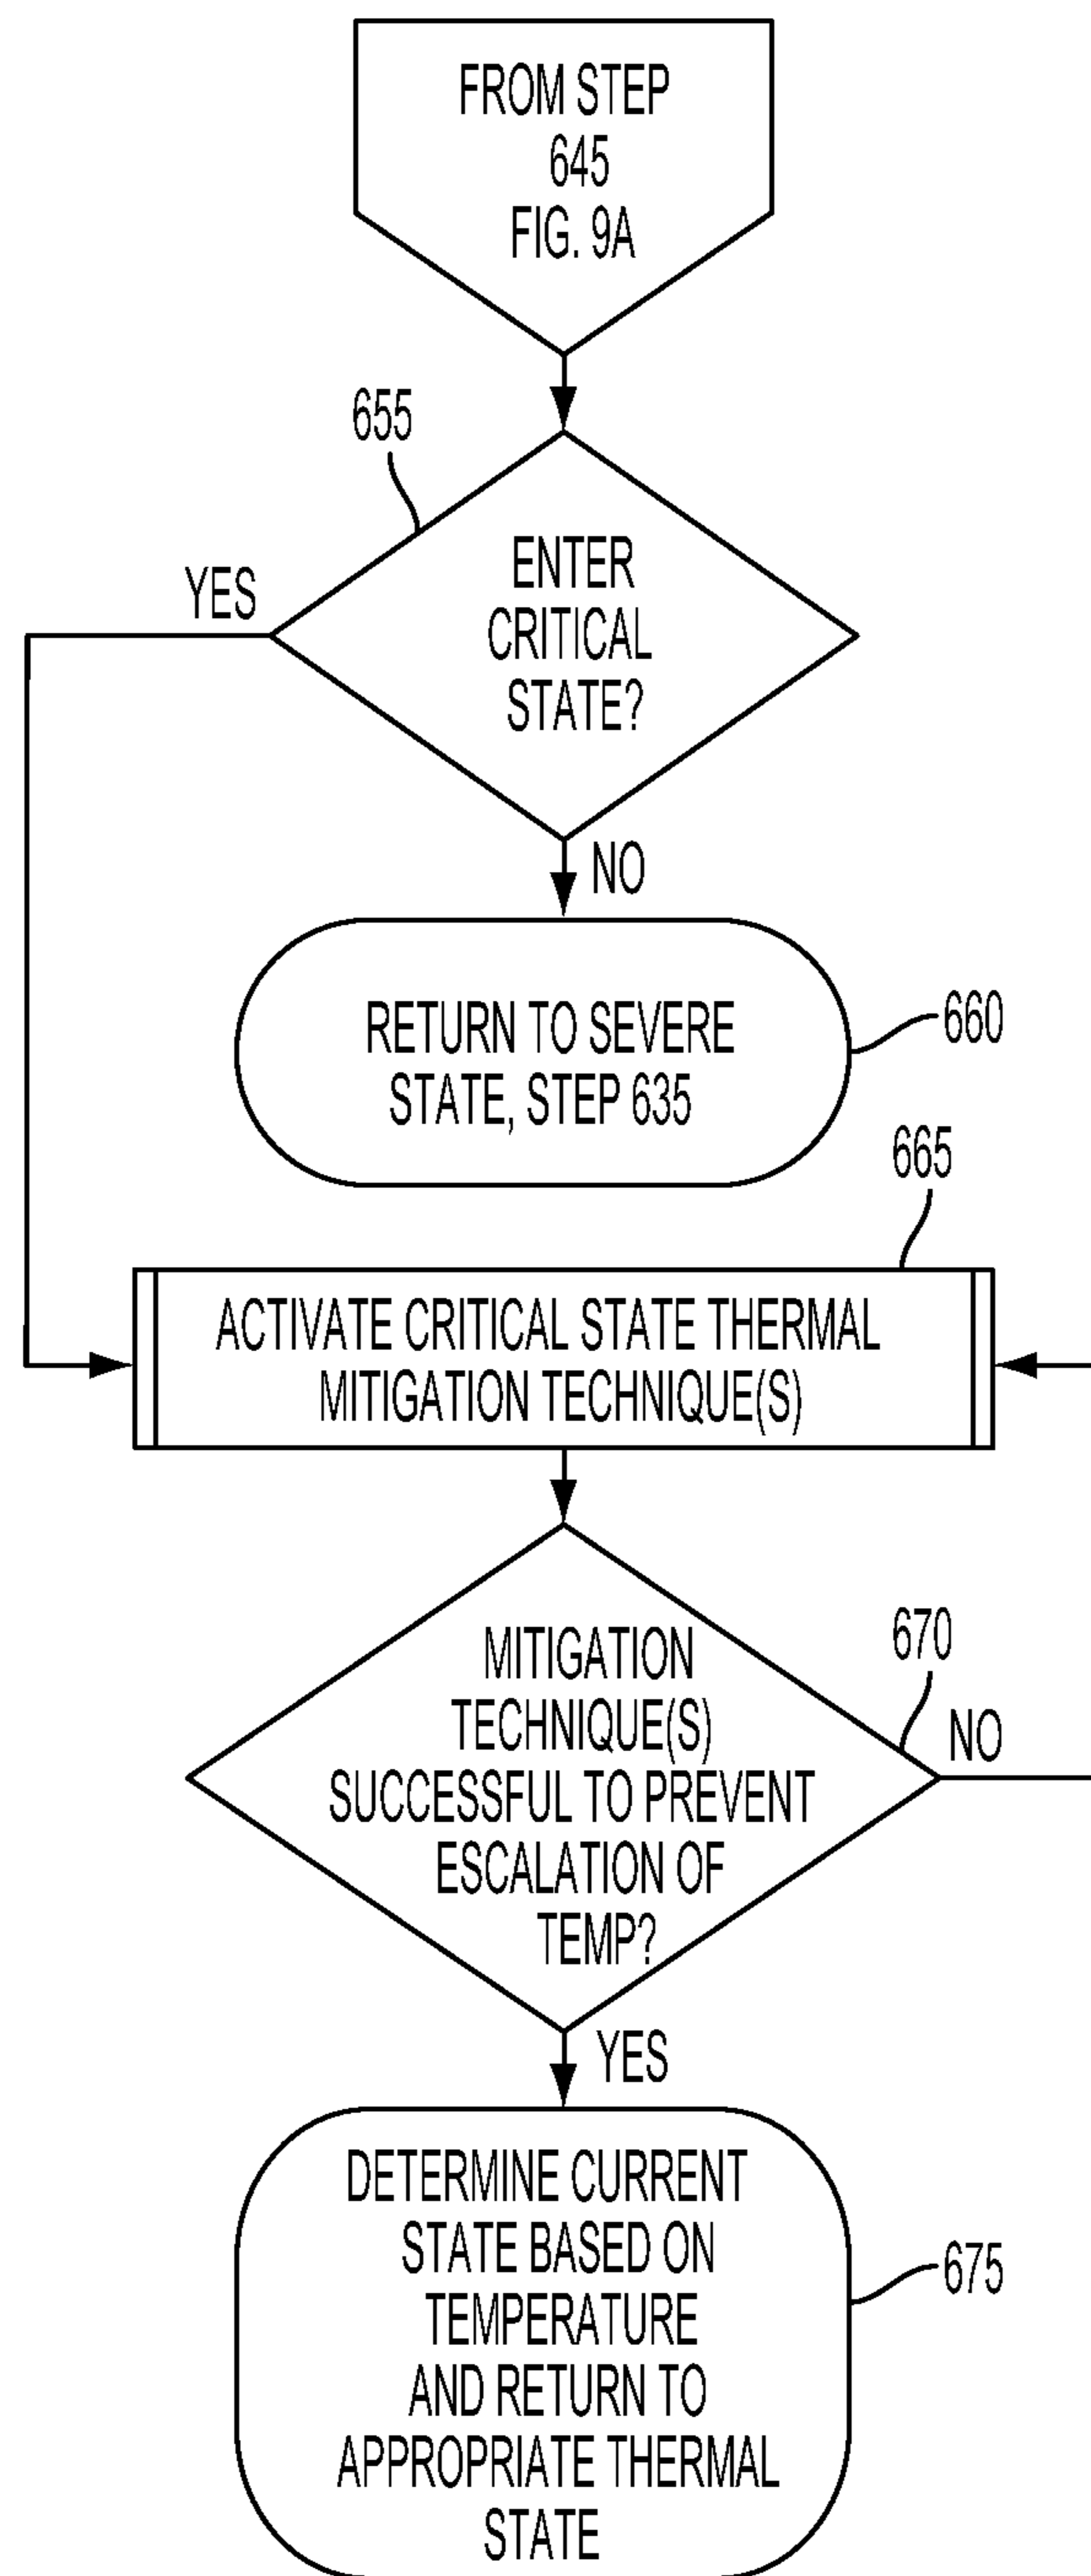 FROM STEP
645
FIG. 9A
655
YES
ENTER
CRITICAL
STATE?
NO
RETURN TO SEVERE
STATE, STEP 635
660
665
ACTIVATE CRITICAL STATE THERMAL
MITIGATION TECHNIQUE(S)
670
MITIGATION
TECHNIQUE(S)
SUCCESSFUL TO PREVENT
ESCALATION OF
TEMP?
NO
YES
DETERMINE CURRENT
STATE BASED ON
TEMPERATURE
AND RETURN TO
APPROPRIATE THERMAL
STATE
675